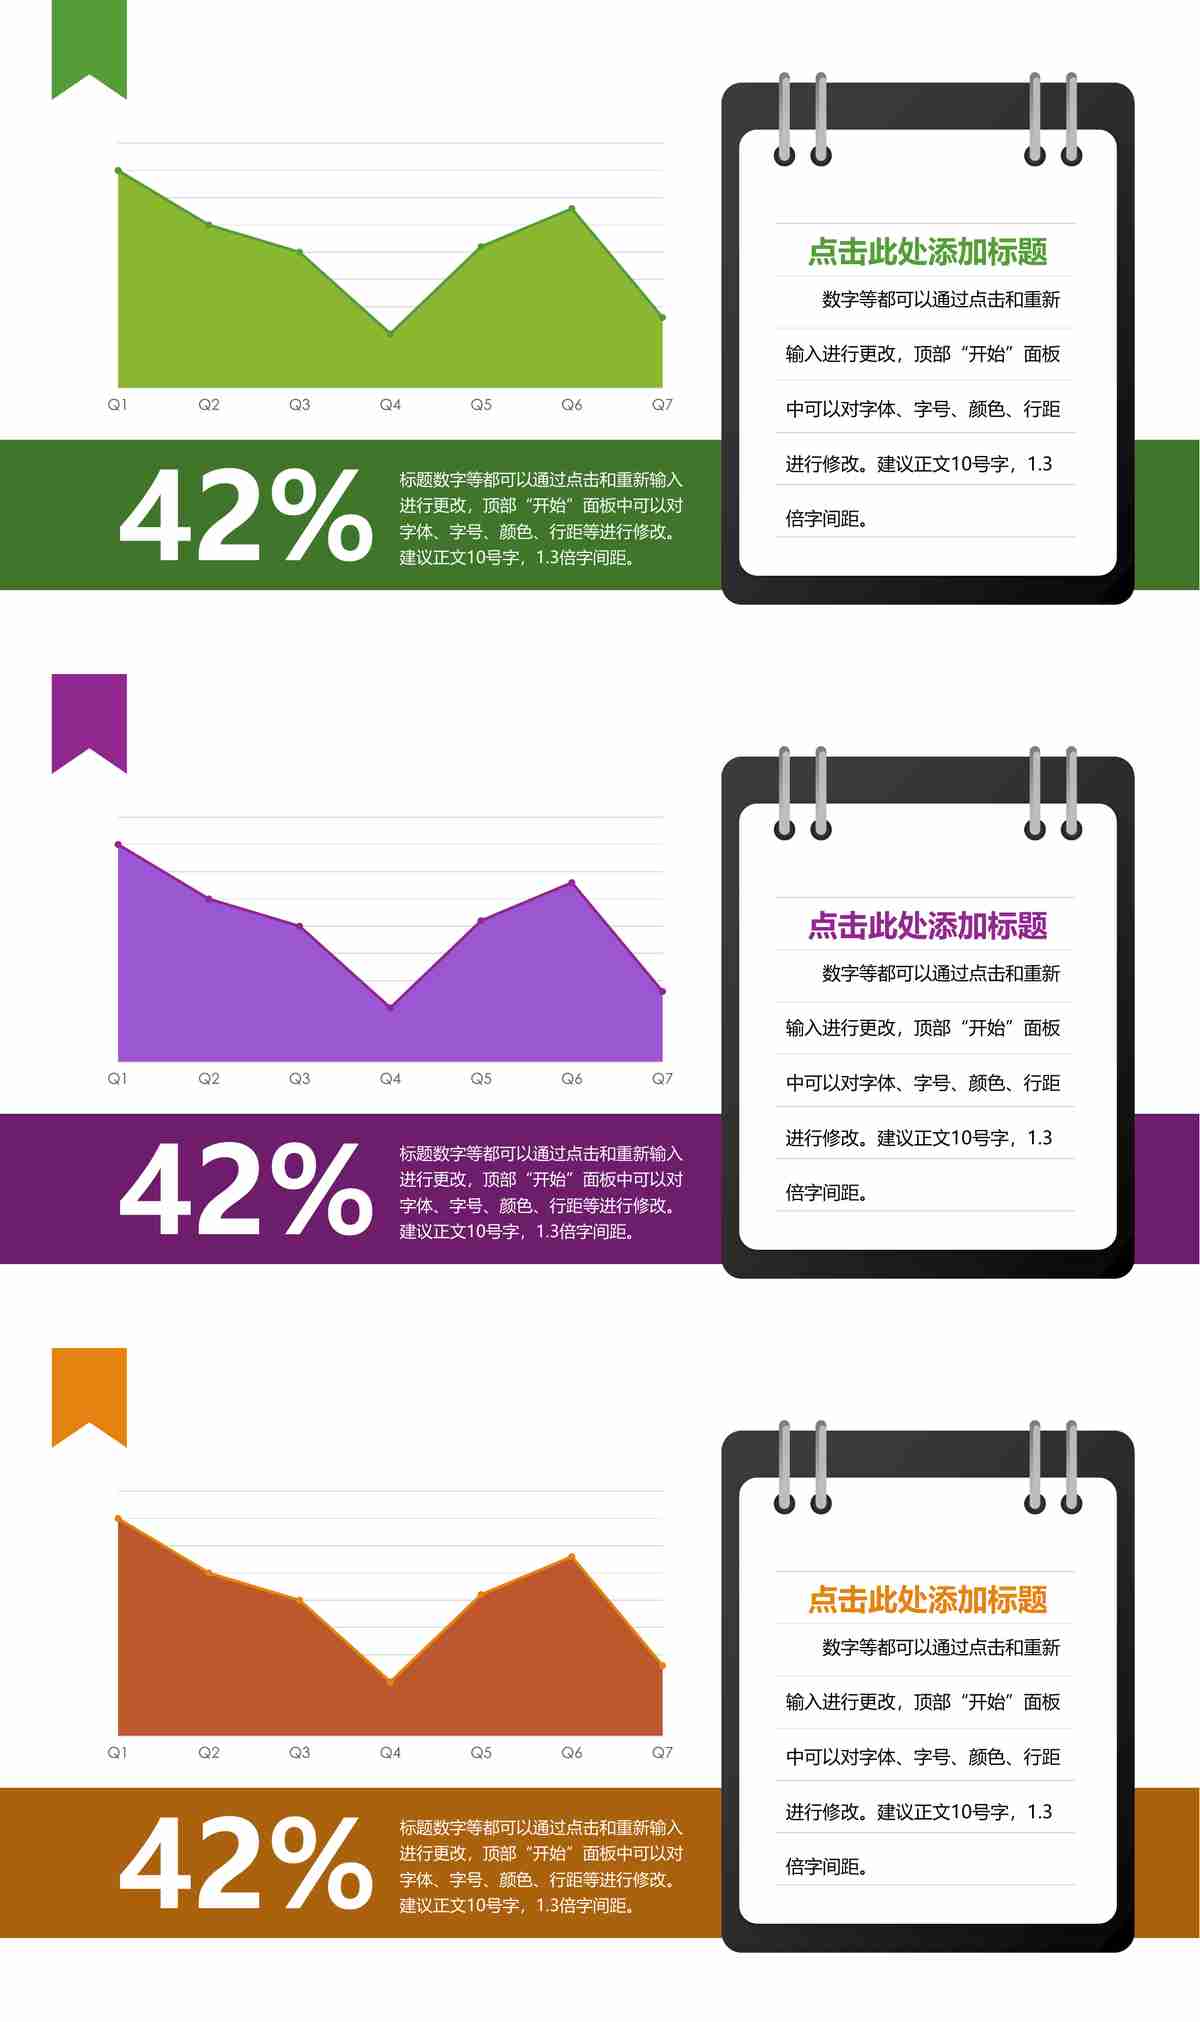 点击此处添加标题
数字等都可以通过点击和重新
输入进行更改，顶部“开始”面板
中可以对字体、字号、颜色、行距
进行修改。建议正文10号字，1.3
倍字间距。
Q1 Q2 Q3 Q4 Q5 Q6 Q7
42%
标题数字等都可以通过点击和重新输入
进行更改，顶部“开始”面板中可以对
字体、字号、颜色、行距等进行修改。
建议正文10号字，1.3倍字间距。
点击此处添加标题
数字等都可以通过点击和重新
输入进行更改，顶部“开始”面板
中可以对字体、字号、颜色、行距
进行修改。建议正文10号字，1.3
倍字间距。
Q1 Q2 Q3 Q4 Q5 Q6 Q7
42%
标题数字等都可以通过点击和重新输入
进行更改，顶部“开始”面板中可以对
字体、字号、颜色、行距等进行修改。
建议正文10号字，1.3倍字间距。
点击此处添加标题
数字等都可以通过点击和重新
输入进行更改，顶部“开始”面板
中可以对字体、字号、颜色、行距
进行修改。建议正文10号字，1.3
倍字间距。
Q1 Q2 Q3 Q4 Q5 Q6 Q7
42%
标题数字等都可以通过点击和重新输入
进行更改，顶部“开始”面板中可以对
字体、字号、颜色、行距等进行修改。
建议正文10号字，1.3倍字间距。